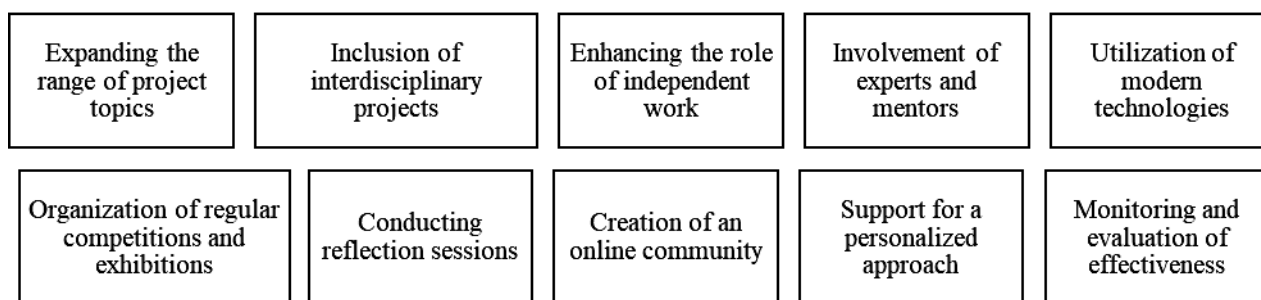 Expanding the
range of project
topics
Inclusion of
interdisciplinary
projects
Enhancing the role
of independent
work
Involvement of
experts and
mentors
Utilization of
modern
technologies
Organization of regular
competitions and
exhibitions
Conducting
reflection sessions
Creation of an
online community
Support for a
personalized
approach
Monitoring and
evaluation of
effectiveness